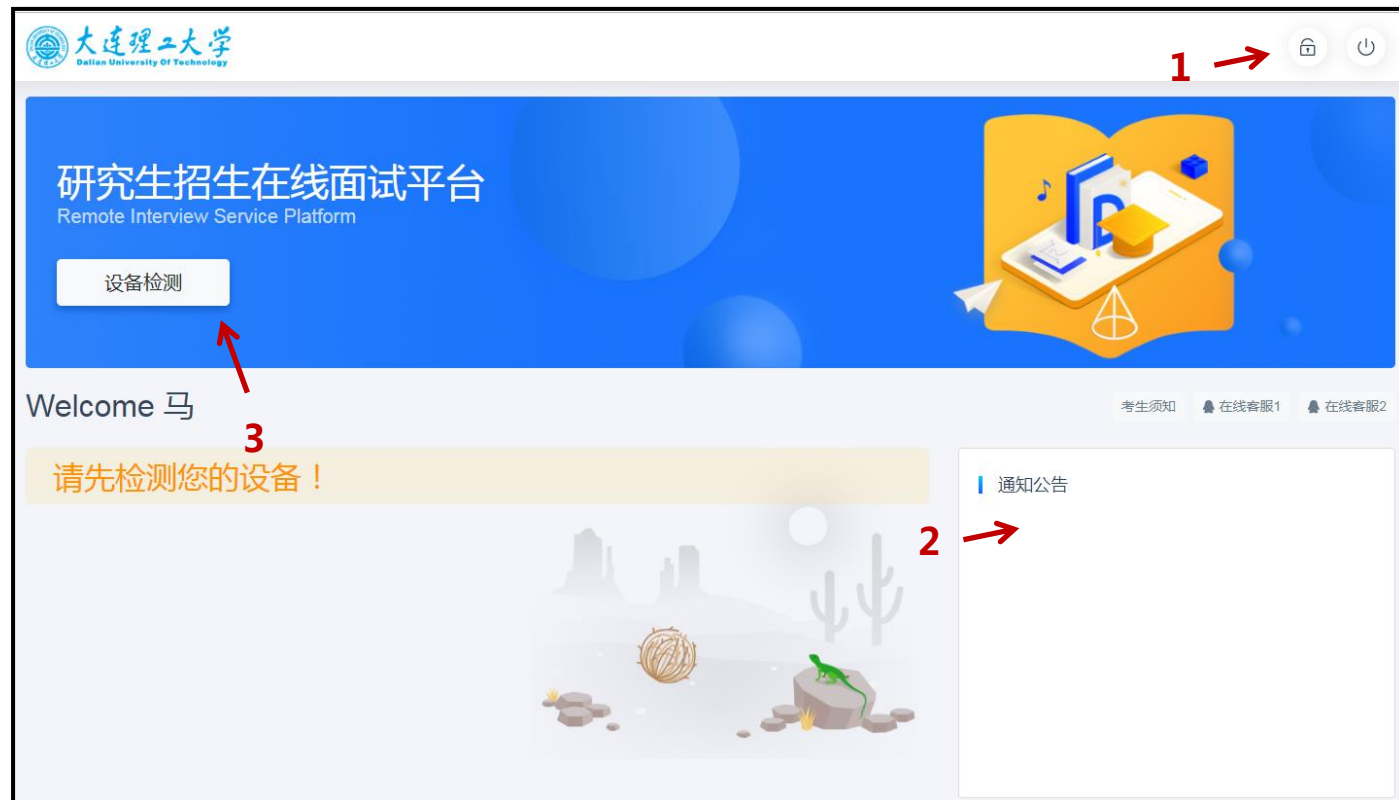 大连理工大学
Dalian University Of Technology
1
研究生招生在线面试平台
Remote Interview Service Platform
设备检测
3
Welcome 马
考生须知 在线客服1 在线客服2
请先检测您的设备！
通知公告
2